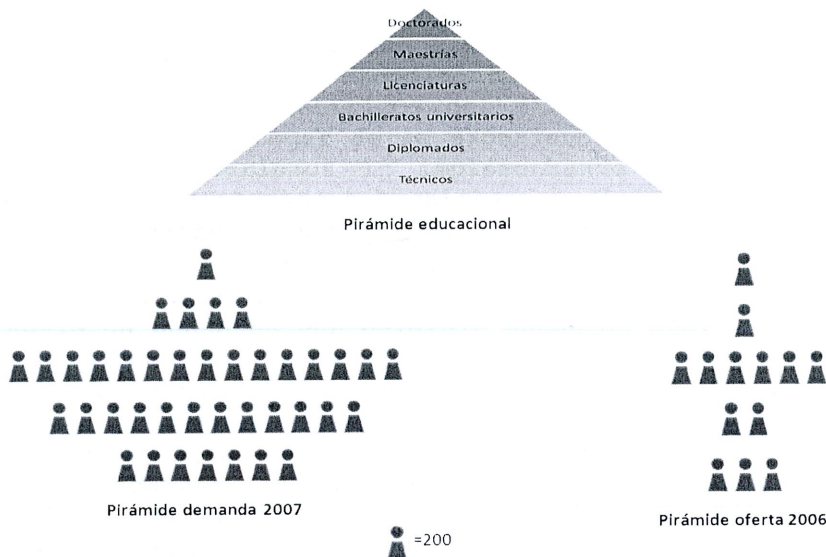 Doctorados
Maestrías
Licenciaturas
Bachilleratos universitarios
Diplomados
Técnicos
Pirámide educacional
Pirámide demanda 2007
Pirámide oferta 2006
=200